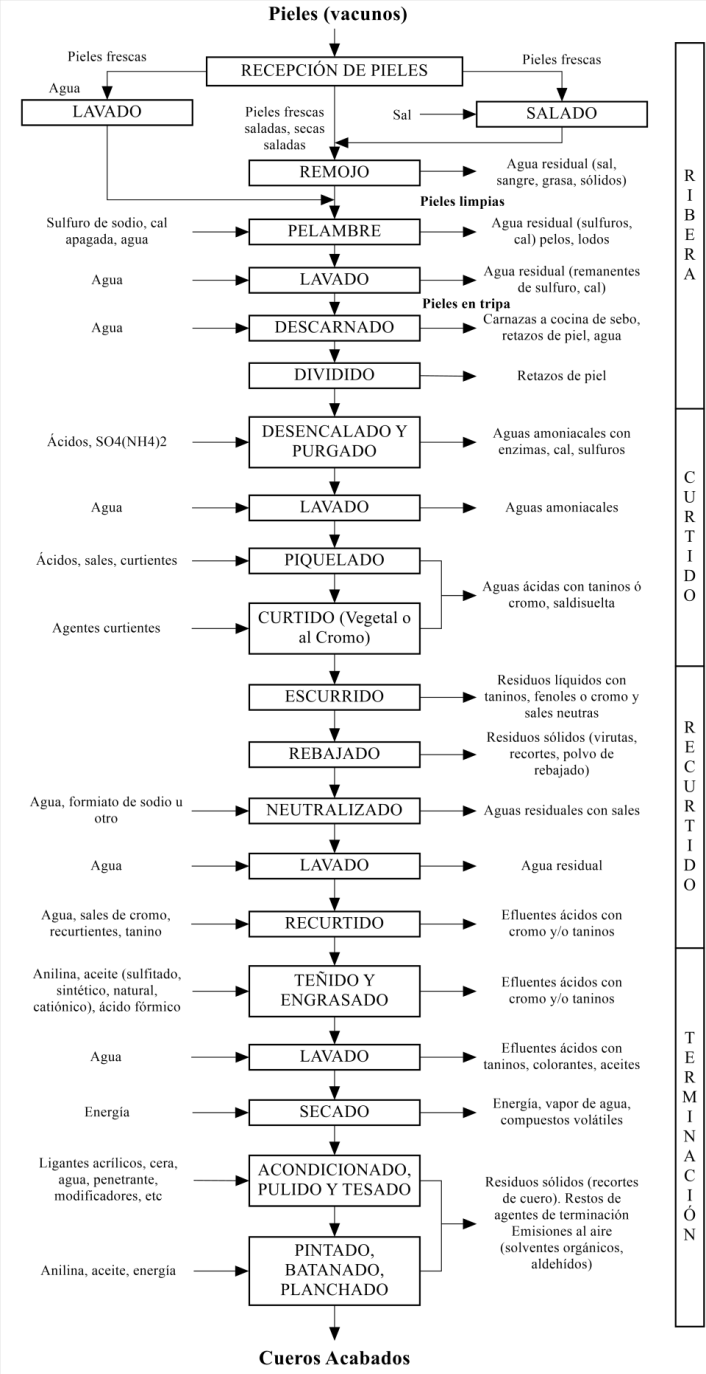 Pieles (vacunos)
Pieles frescas
RECEPCIÓN DE PIELES
Pieles frescas
Agua
LAVADO
Pieles frescas
saladas, secas
saladas
Sal
SALADO
REMOJO
Agua residual (sal,
sangre, grasa, sólidos)
Pieles limpias
Sulfuro de sodio, cal
apagada, agua
PELAMBRE
Agua residual (sulfuros,
cal) pelos, lodos
Agua
LAVADO
Agua residual (remanentes
de sulfuro, cal)
Pieles en tripa
Agua
DESCARNADO
Carnazas a cocina de sebo,
retazos de piel, agua
DIVIDIDO
Retazos de piel
RIBERA
Ácidos, SO4(NH4)2
DESENCALADO Y
PURGADO
Aguas amoniacales con
enzimas, cal, sulfuros
Agua
LAVADO
Aguas amoniacales
Ácidos, sales, curtientes
PIQUELADO
Aguas ácidas con taninos ó
cromo, saldisuelta
Agentes curtientes
CURTIDO (Vegetal o
al Cromo)
CURTIDO
ESCURRIDO
Residuos líquidos con
taninos, fenoles o cromo y
sales neutras
REBAJADO
Residuos sólidos (virutas,
recortes, polvo de
rebajado)
Agua, formiato de sodio u
otro
NEUTRALIZADO
Aguas residuales con sales
Agua
LAVADO
Agua residual
Agua, sales de cromo,
recurtientes, tanino
RECURTIDO
Efluentes ácidos con
cromo y/o taninos
RECURTIDO
Anilina, aceite (sulfitado,
sintético, natural,
catiónico), ácido fórmico
TEÑIDO Y
ENGRASADO
Efluentes ácidos con
cromo y/o taninos
Agua
LAVADO
Efluentes ácidos con
taninos, colorantes, aceites
Energía
SECADO
Energía, vapor de agua,
compuestos volátiles
Ligantes acrílicos, cera,
agua, penetrante,
modificadores, etc
ACONDICIONADO,
PULIDO Y TESADO
Residuos sólidos (recortes
de cuero). Restos de
agentes de terminación
Emisiones al aire
(solventes orgánicos,
aldehídos)
Anilina, aceite, energía
PINTADO,
BATANADO,
PLANCHADO
TERMINACIÓN
Cueros Acabados